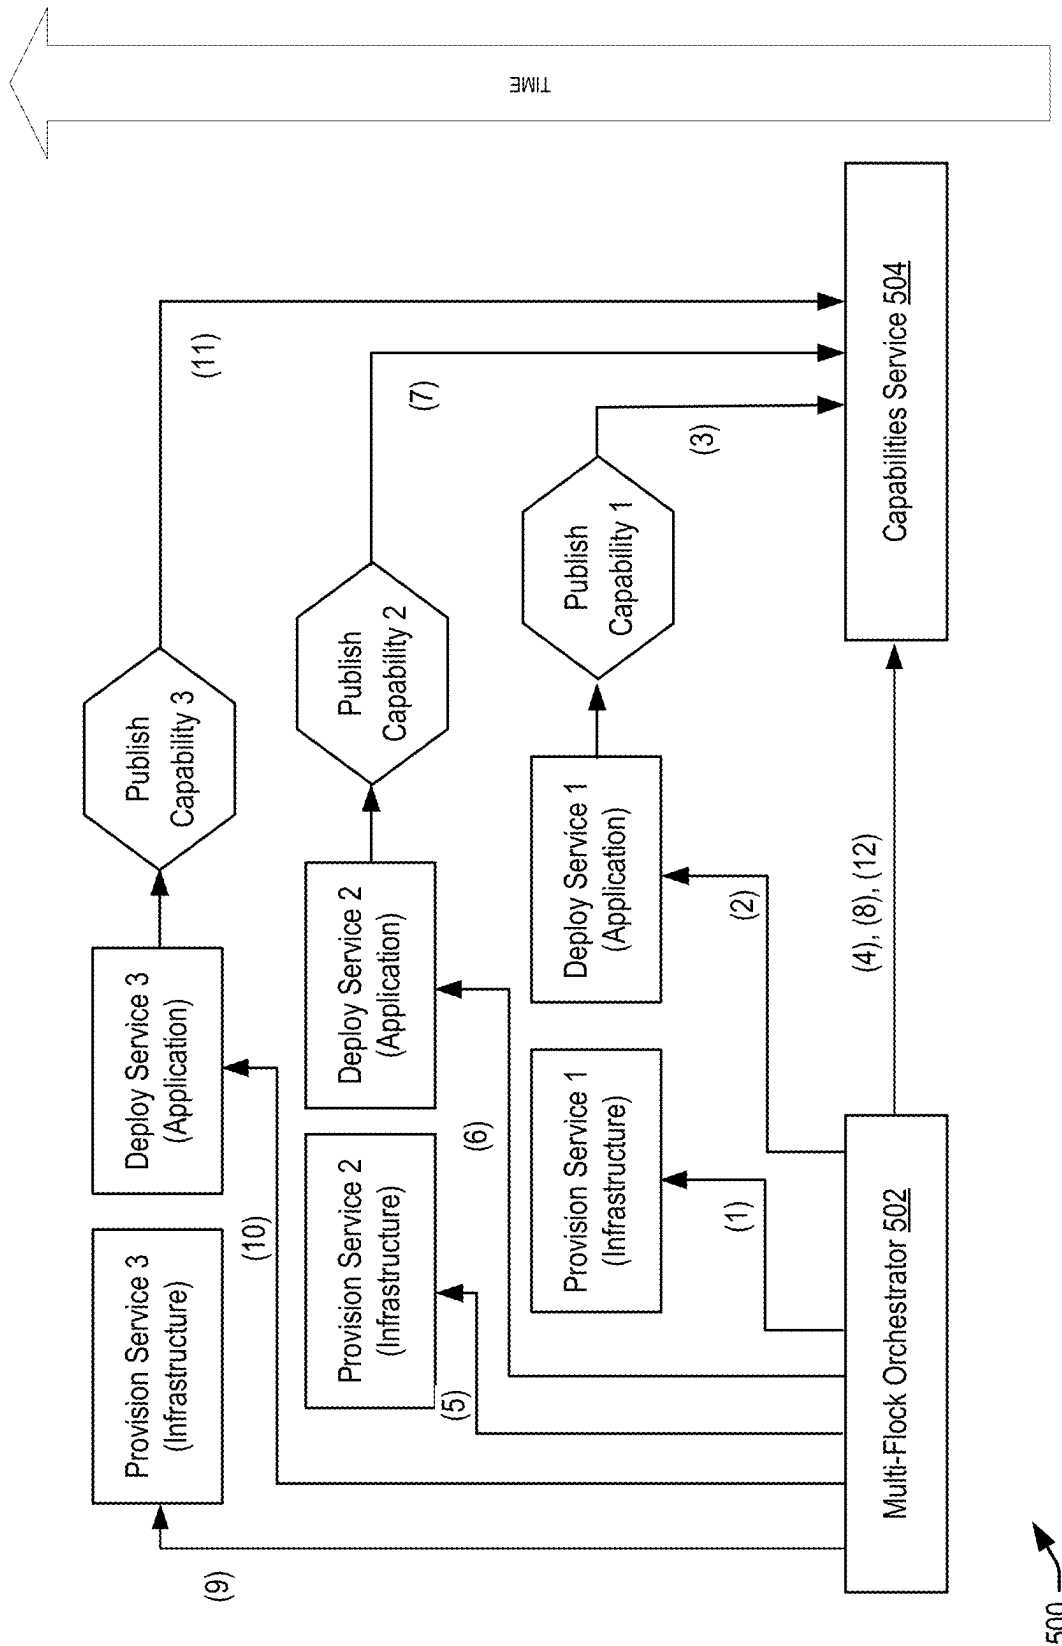 TIME
(9)
Provision Service 3
(Infrastructure)
(10)
Deploy Service 3
(Application)
Publish
Capability 3
(11)
(5)
Provision Service 2
(Infrastructure)
(6)
Deploy Service 2
(Application)
Publish
Capability 2
(7)
(1)
Provision Service 1
(Infrastructure)
(2)
Deploy Service 1
(Application)
Publish
Capability 1
(3)
Multi-Flock Orchestrator 502
(4), (8), (12)
Capabilities Service 504
500